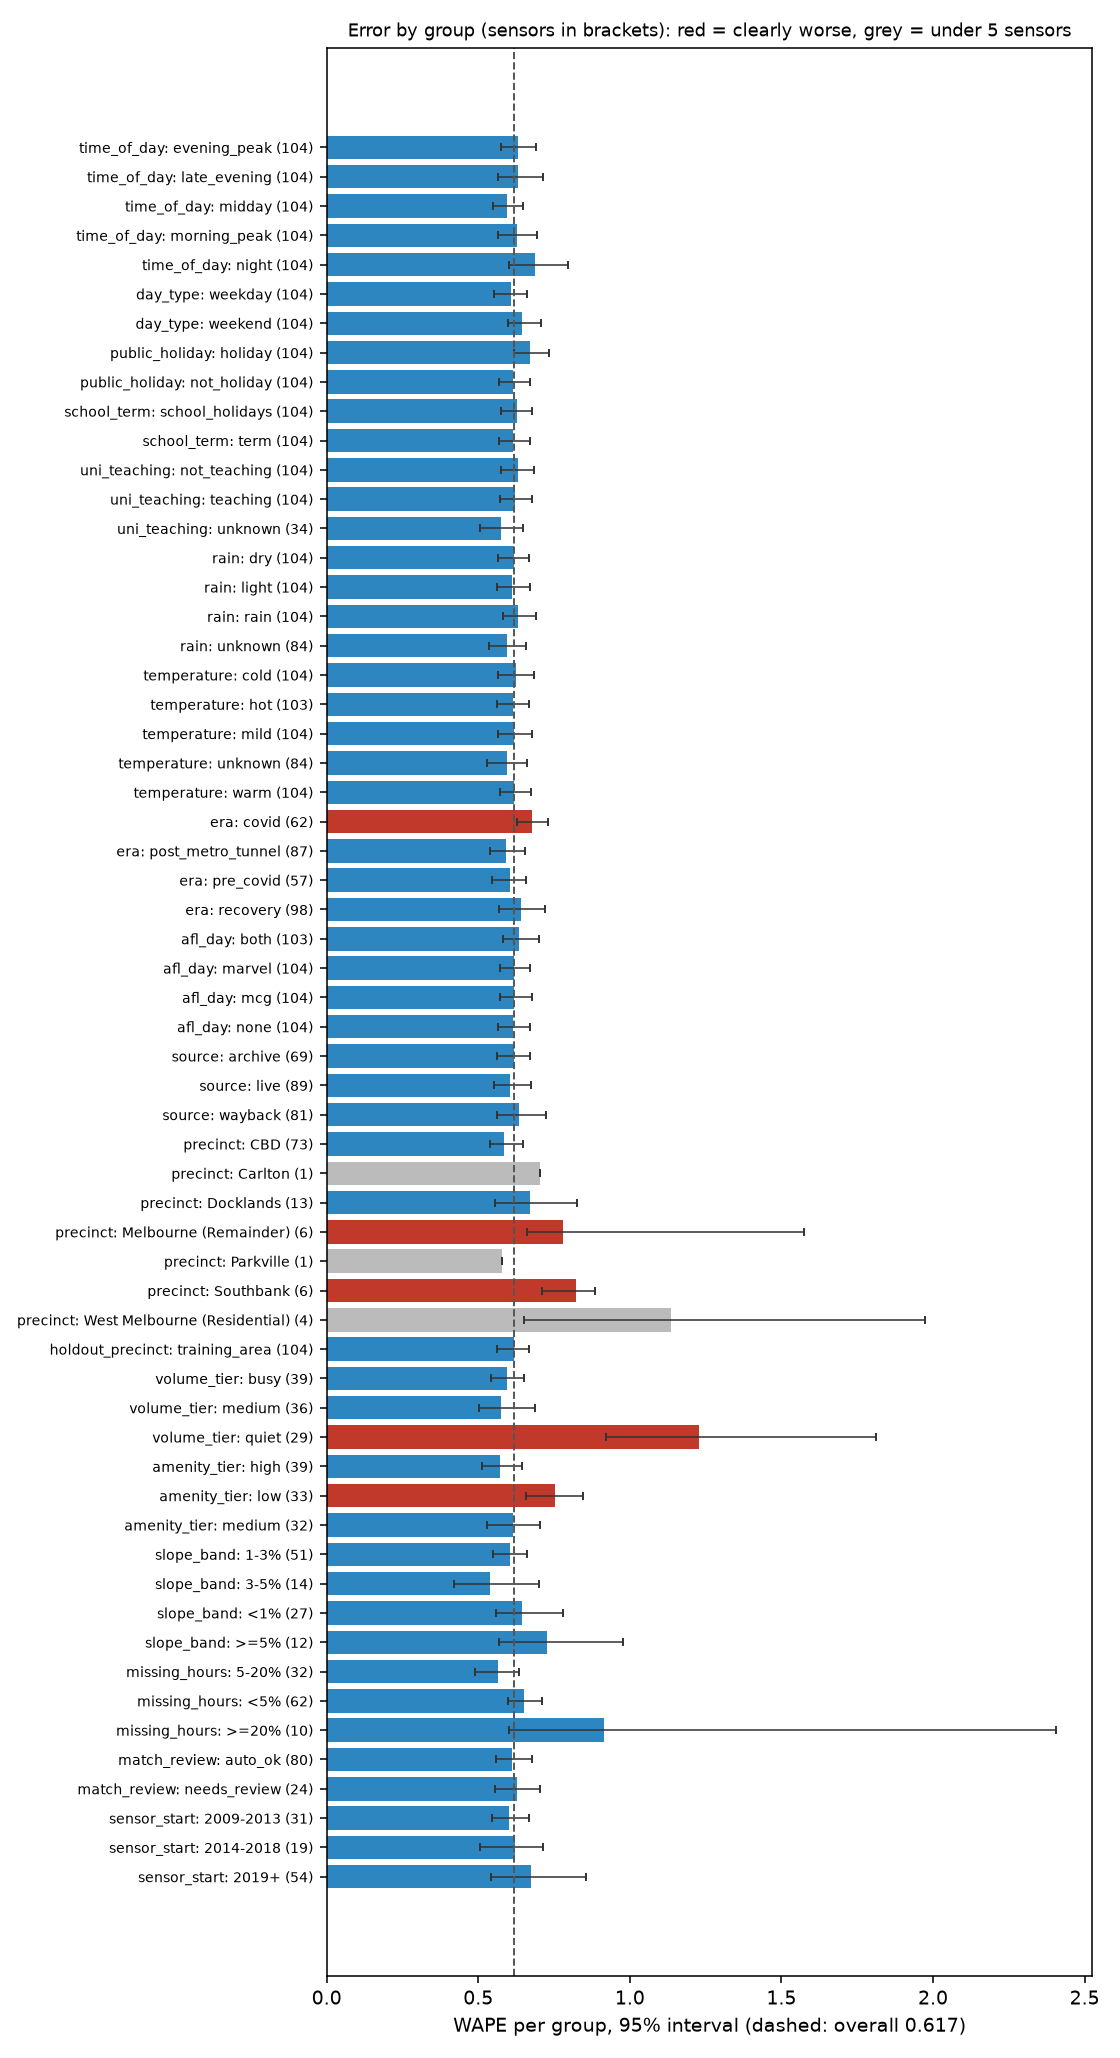 Error by group (sensors in brackets): red = clearly worse, grey = under 5 sensors
time_of_day: evening_peak (104)
time_of_day: late_evening (104)
time_of_day: midday (104)
time_of_day: morning_peak (104)
time_of_day: night (104)
day_type: weekday (104)
day_type: weekend (104)
public_holiday: holiday (104)
public_holiday: not_holiday (104)
school_term: school_holidays (104)
school_term: term (104)
uni_teaching: not_teaching (104)
uni_teaching: teaching (104)
uni_teaching: unknown (34)
rain: dry (104)
rain: light (104)
rain: rain (104)
rain: unknown (84)
temperature: cold (104)
temperature: hot (103)
temperature: mild (104)
temperature: unknown (84)
temperature: warm (104)
era: covid (62)
era: post_metro_tunnel (87)
era: pre_covid (57)
era: recovery (98)
afl_day: both (103)
afl_day: marvel (104)
afl_day: mcg (104)
afl_day: none (104)
source: archive (69)
source: live (89)
source: wayback (81)
precinct: CBD (73)
precinct: Carlton (1)
precinct: Docklands (13)
precinct: Melbourne (Remainder) (6)
precinct: Parkville (1)
precinct: Southbank (6)
precinct: West Melbourne (Residential) (4)
holdout_precinct: training_area (104)
volume_tier: busy (39)
volume_tier: medium (36)
volume_tier: quiet (29)
amenity_tier: high (39)
amenity_tier: low (33)
amenity_tier: medium (32)
slope_band: 1-3% (51)
slope_band: 3-5% (14)
slope_band: <1% (27)
slope_band: >=5% (12)
missing_hours: 5-20% (32)
missing_hours: <5% (62)
missing_hours: >=20% (10)
match_review: auto_ok (80)
match_review: needs_review (24)
sensor_start: 2009-2013 (31)
sensor_start: 2014-2018 (19)
sensor_start: 2019+ (54)
0.0 0.5 1.0 1.5 2.0 2.5
WAPE per group, 95% interval (dashed: overall 0.617)